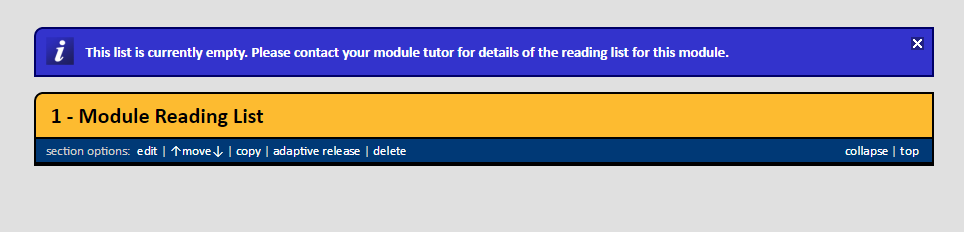 i This list is currently empty. Please contact your module tutor for details of the reading list for this module.
1 - Module Reading List
section options: edit | ↑move↓ | copy | adaptive release | delete collapse | top